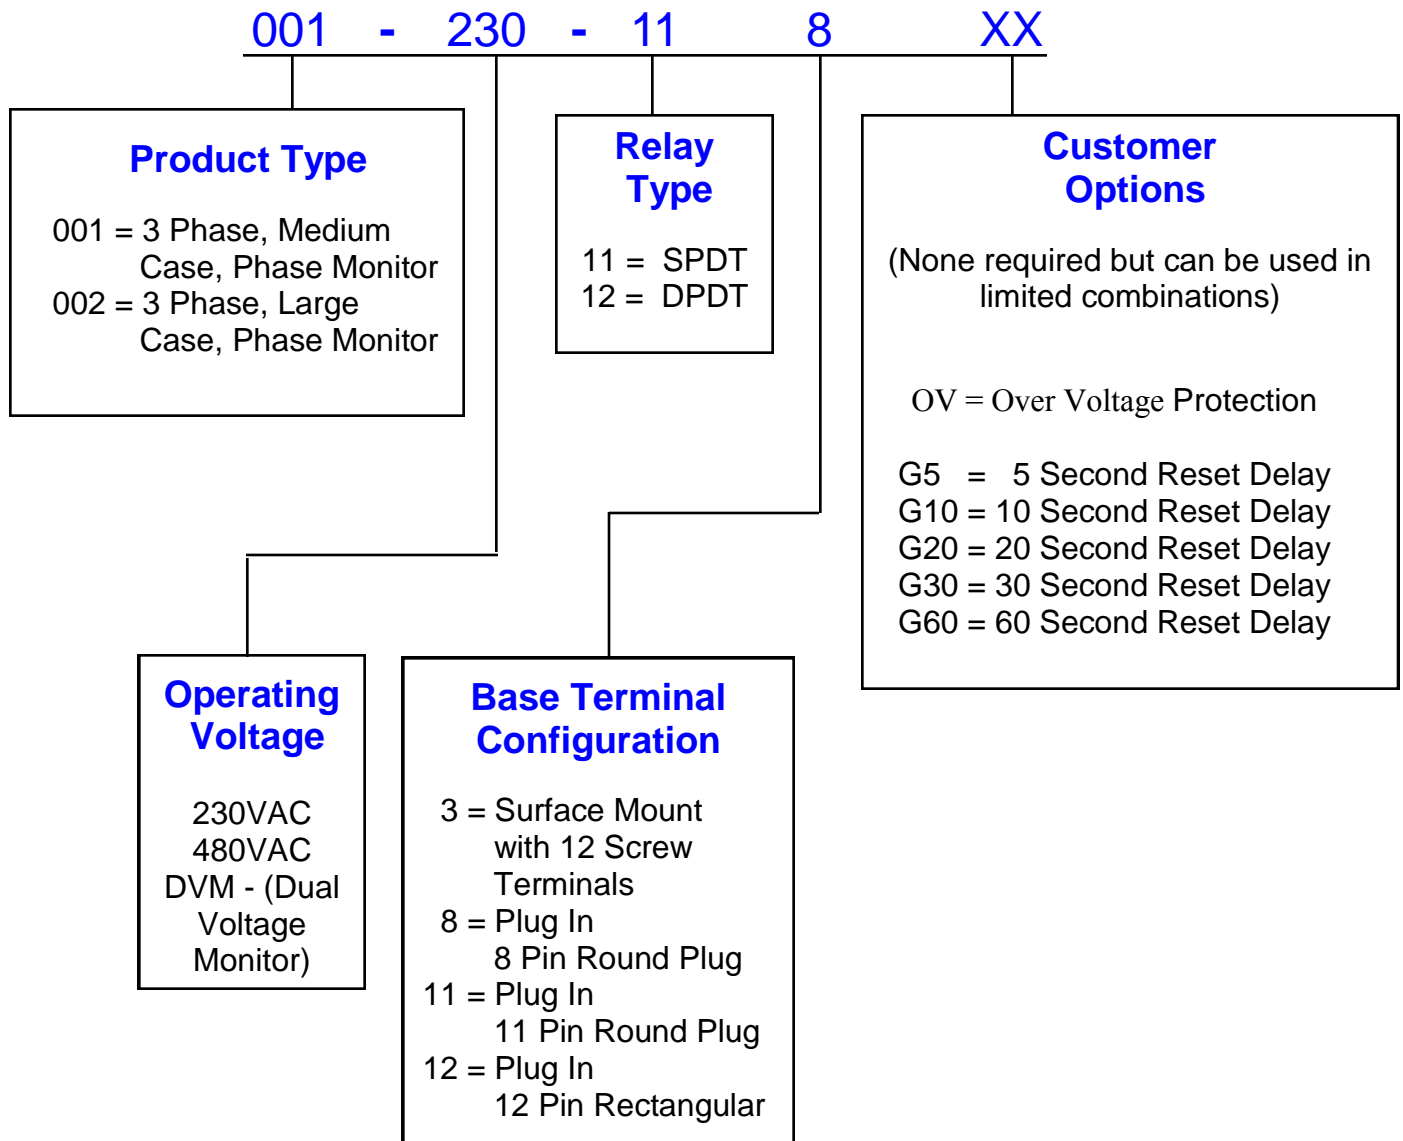 001 - 230 - 11 8 XX
Product Type
001 = 3 Phase, Medium
Case, Phase Monitor
002 = 3 Phase, Large
Case, Phase Monitor
Relay
Type
11 = SPDT
12 = DPDT
Customer
Options
(None required but can be used in
limited combinations)
OV = Over Voltage Protection
G5 = 5 Second Reset Delay
G10 = 10 Second Reset Delay
G20 = 20 Second Reset Delay
G30 = 30 Second Reset Delay
G60 = 60 Second Reset Delay
Operating
Voltage
230VAC
480VAC
DVM - (Dual
Voltage
Monitor)
Base Terminal
Configuration
3 = Surface Mount
with 12 Screw
Terminals
8 = Plug In
8 Pin Round Plug
11 = Plug In
11 Pin Round Plug
12 = Plug In
12 Pin Rectangular